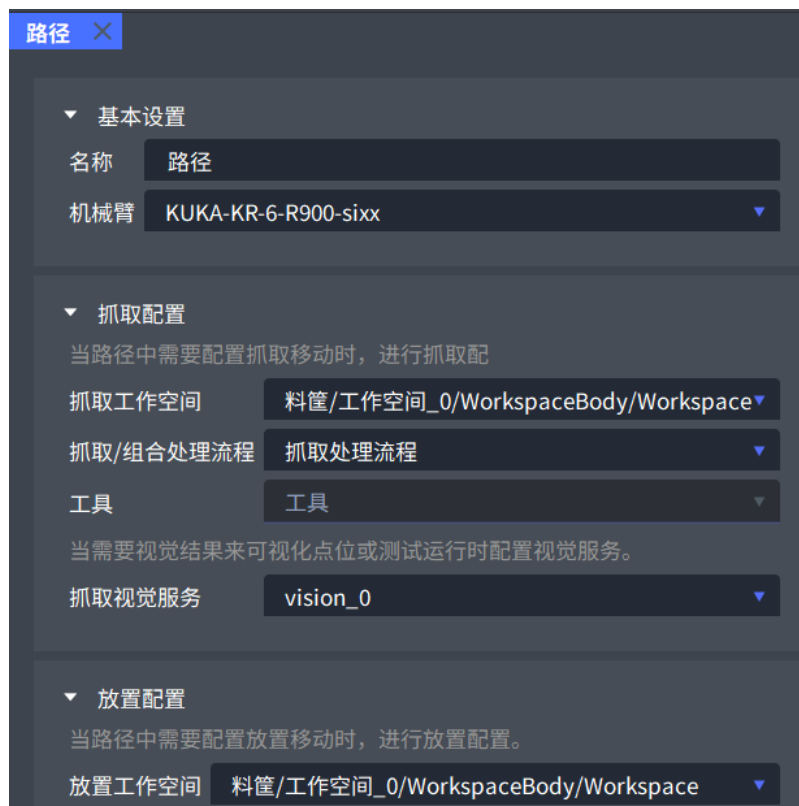 路径
基本设置
名称 路径
机械臂 KUKA-KR-6-R900-sixx
抓取配置
当路径中需要配置抓取移动时，进行抓取配
抓取工作空间 料筐/工作空间_0/WorkspaceBody/Workspace
抓取/组合处理流程 抓取处理流程
工具 工具
当需要视觉结果来可视化点位或测试运行时配置视觉服务。
抓取视觉服务 vision_0
放置配置
当路径中需要配置放置移动时，进行放置配置。
放置工作空间 料筐/工作空间_0/WorkspaceBody/Workspace